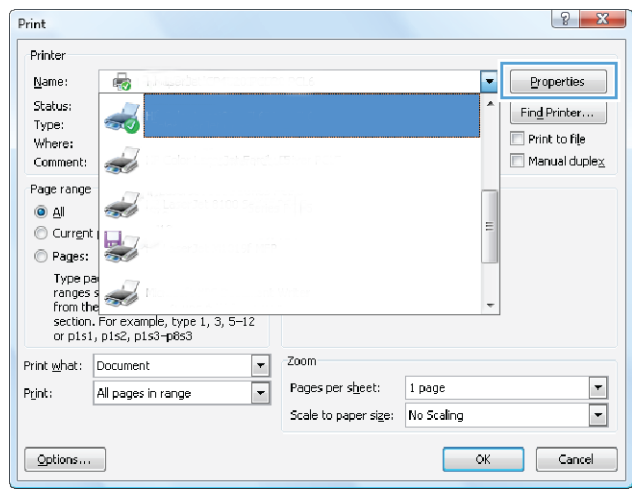 Print
Printer
Name:
Properties
Status:
Find Printer...
Type:
Where:
Print to file
Comment:
Manual duplex
Page range
All
Current
Pages:
Type
ranges
from the
section. For example, type 1, 3, 5–12
or p1s1, p1s2, p1s3–p8s3
Print what: Document
Print: All pages in range
Zoom
Pages per sheet: 1 page
Scale to paper size: No Scaling
Options...
OK
Cancel